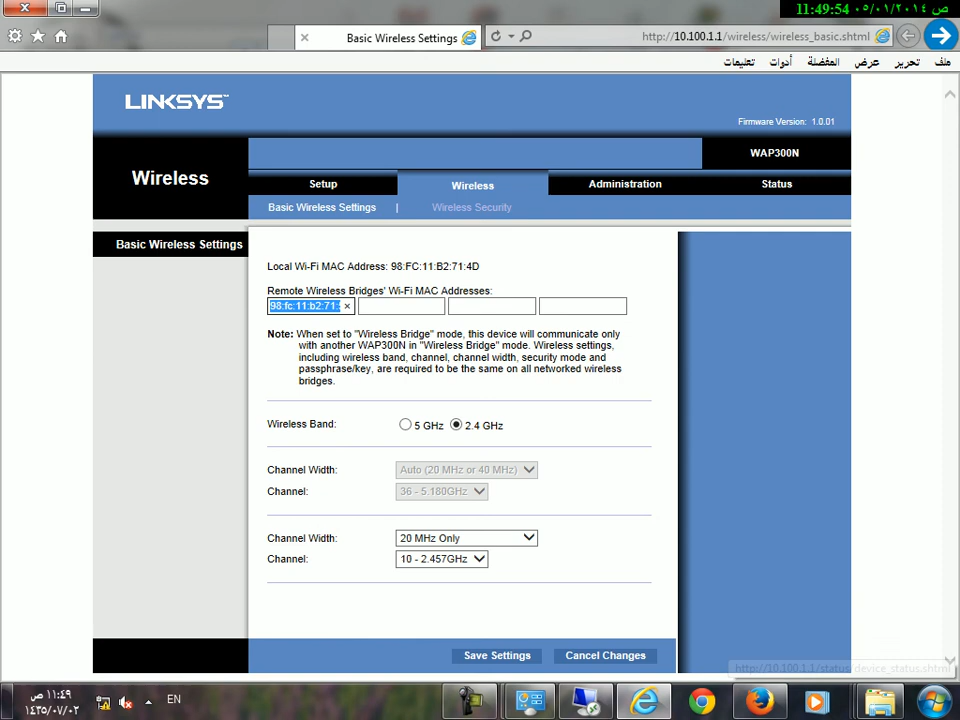 11:49:54 ٠٥/٠١/٢٠١٤ ص
Basic Wireless Settings
http://10.100.1.1/wireless/wireless_basic.shtml
ملف تحرير عرض المفضلة أدوات تعليمات
LINKSYS™
Firmware Version: 1.0.01
WAP300N
Wireless
Setup Wireless Administration Status
Basic Wireless Settings | Wireless Security
Basic Wireless Settings
Local Wi-Fi MAC Address: 98:FC:11:B2:71:4D
Remote Wireless Bridges' Wi-Fi MAC Addresses:
98:fc:11:b2:71:
Note: When set to "Wireless Bridge" mode, this device will communicate only
with another WAP300N in "Wireless Bridge" mode. Wireless settings,
including wireless band, channel, channel width, security mode and
passphrase/key, are required to be the same on all networked wireless
bridges.
Wireless Band: 5 GHz 2.4 GHz
Channel Width: Auto (20 MHz or 40 MHz)
Channel: 36 - 5.180GHz
Channel Width: 20 MHz Only
Channel: 10 - 2.457GHz
Save Settings Cancel Changes
http://10.100.1.1/status/device_status.shtml
١١:٤٩ ص
١٤٣٥/٠٧/٠٢
EN